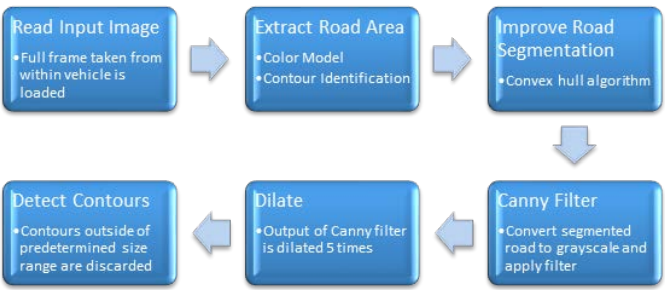 Read Input Image
•Full frame taken from
within vehicle is
loaded
Extract Road Area
•Color Model
•Contour Identification
Improve Road
Segmentation
•Convex hull algorithm
Canny Filter
•Convert segmented
road to grayscale and
apply filter
Dilate
•Output of Canny filter
is dilated 5 times
Detect Contours
•Contours outside of
predetermined size
range are discarded